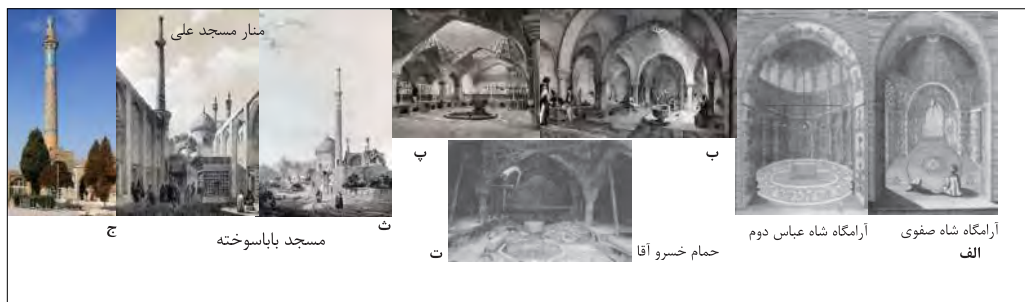 منار مسجد علی
پ
ب
ج
ث
مسجد باباسوخته
ت
حمام خسرو آقا
آرامگاه شاه عباس دوم
آرامگاه شاه صفوی
الف